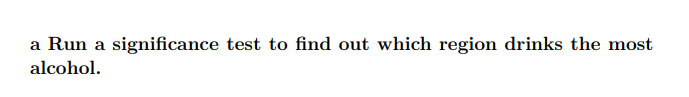 a Run a significance test to find out which region drinks the most
alcohol.